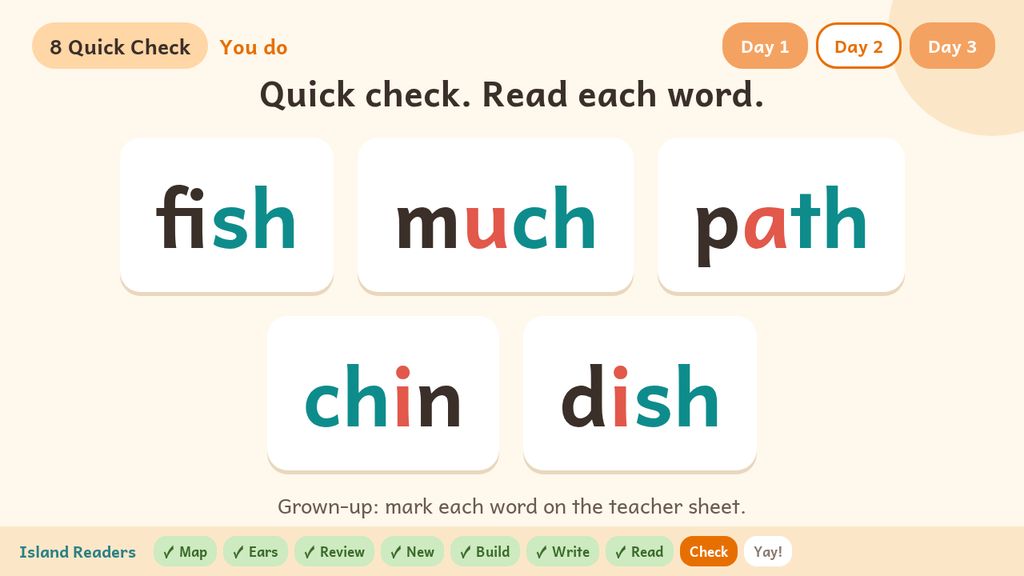 8 Quick Check You do Day 1 Day 2 Day 3
Quick check. Read each word.
fish much path
chin dish
Grown-up: mark each word on the teacher sheet.
Island Readers ✓ Map ✓ Ears ✓ Review ✓ New ✓ Build ✓ Write ✓ Read Check Yay!